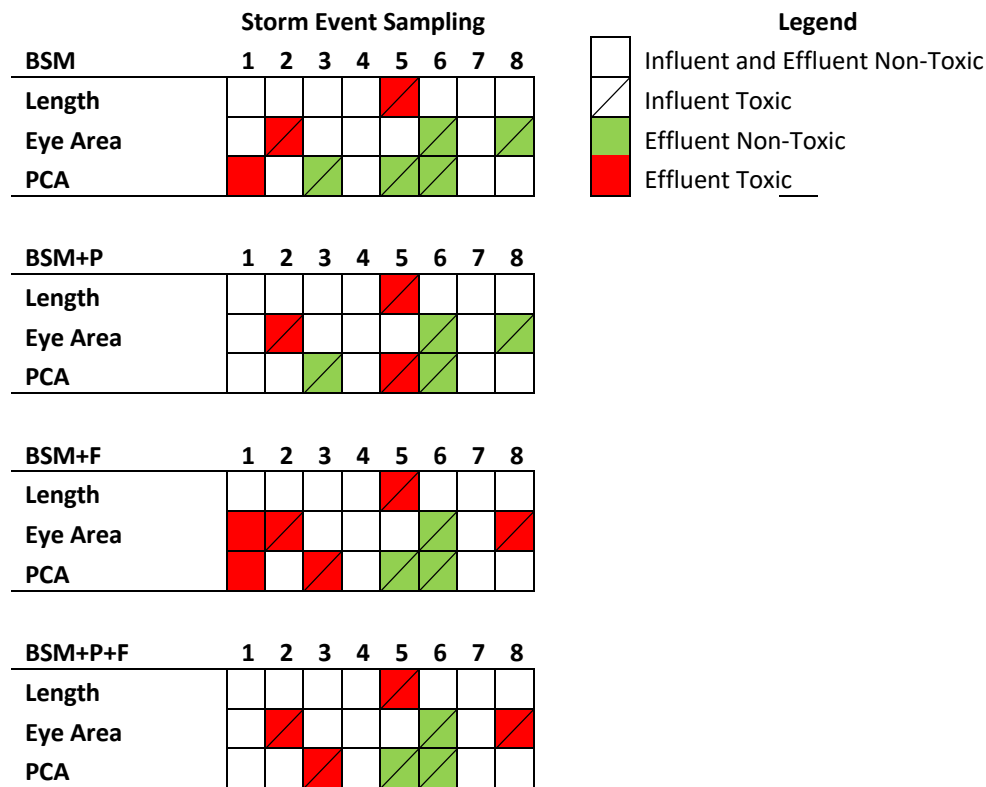 Storm Event Sampling Legend
BSM 1 2 3 4 5 6 7 8 Influent and Effluent Non-Toxic
Length Influent Toxic
Eye Area Effluent Non-Toxic
PCA Effluent Toxic
BSM+P 1 2 3 4 5 6 7 8
Length
Eye Area
PCA
BSM+F 1 2 3 4 5 6 7 8
Length
Eye Area
PCA
BSM+P+F 1 2 3 4 5 6 7 8
Length
Eye Area
PCA